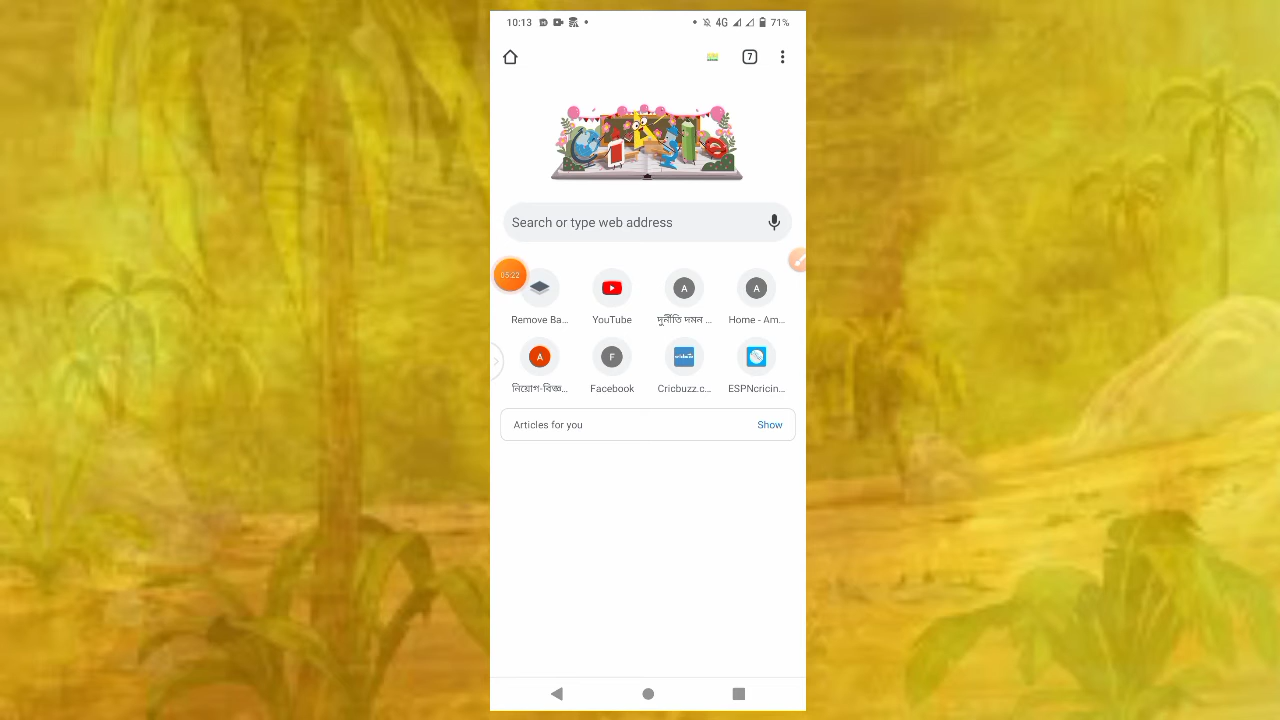 10:13 4G 71%
7
Search or type web address
05:22
Remove Ba... YouTube দুর্নীতি দমন ... Home - Am...
নিয়োগ-বিজ্ঞ... Facebook Cricbuzz.c... ESPNcricin...
Articles for you Show